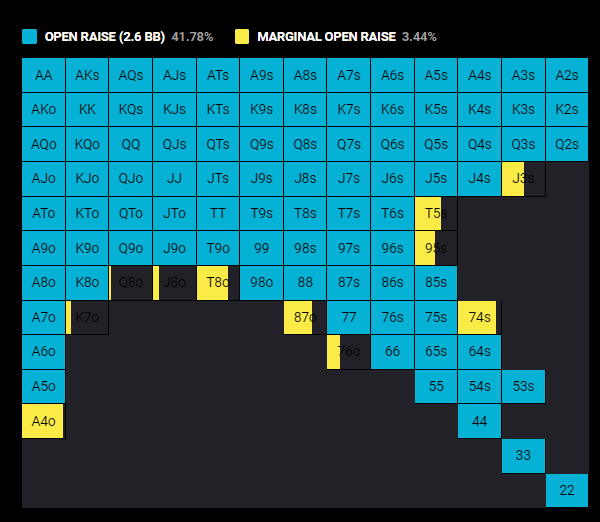 OPEN RAISE (2.6 BB) 41.78% MARGINAL OPEN RAISE 3.44%
AA AKs AQs AJs ATs A9s A8s A7s A6s A5s A4s A3s A2s
AKo KK KQs KJs KTs K9s K8s K7s K6s K5s K4s K3s K2s
AQo KQo QQ QJs QTs Q9s Q8s Q7s Q6s Q5s Q4s Q3s Q2s
AJo KJo QJo JJ JTs J9s J8s J7s J6s J5s J4s J3s
ATo KTo QTo JTo TT T9s T8s T7s T6s T5s
A9o K9o Q9o J9o T9o 99 98s 97s 96s 95s
A8o K8o Q8o J8o T8o 98o 88 87s 86s 85s
A7o K7o 87o 77 76s 75s 74s
A6o 76o 66 65s 64s
A5o 55 54s 53s
A4o 44
33
22